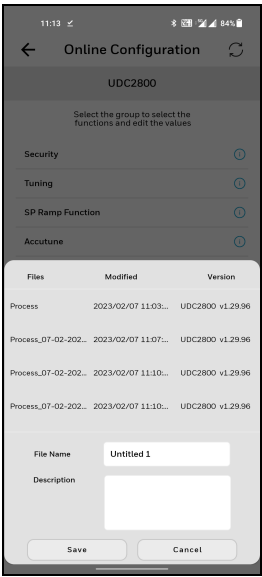 11:13
84%
Online Configuration
UDC2800
Select the group to select the
functions and edit the values
Security
Tuning
SP Ramp Function
Accutune
Files Modified Version
Process 2023/02/07 11:03:... UDC2800 v1.29.96
Process_07-02-202... 2023/02/07 11:07:... UDC2800 v1.29.96
Process_07-02-202... 2023/02/07 11:10:... UDC2800 v1.29.96
Process_07-02-202... 2023/02/07 11:10:... UDC2800 v1.29.96
File Name Untitled 1
Description
Save Cancel